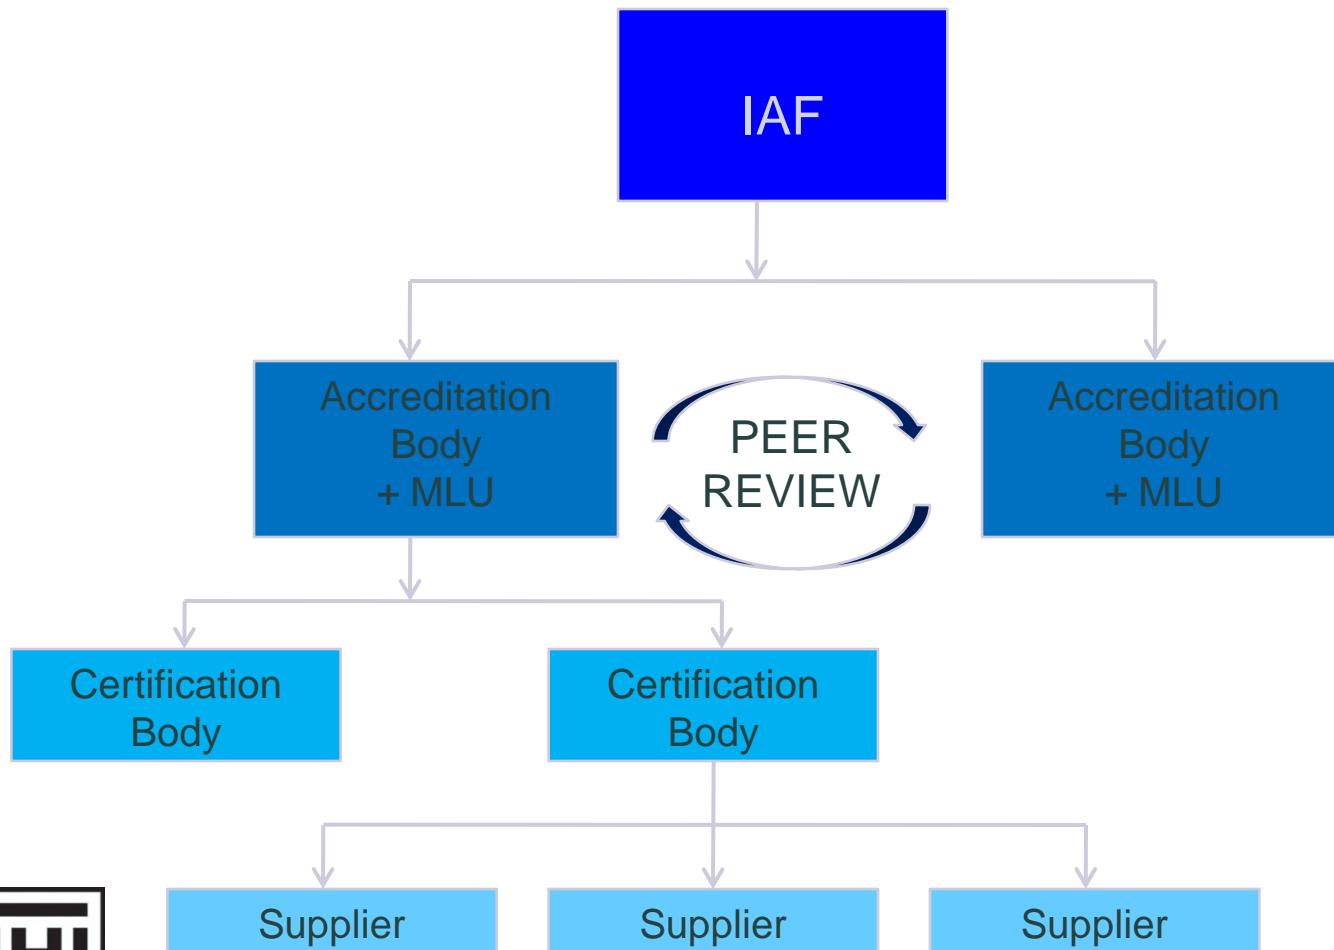 IAF
Accreditation
Body
+ MLU
PEER
REVIEW
Accreditation
Body
+ MLU
Certification
Body
Certification
Body
Supplier
Supplier
Supplier